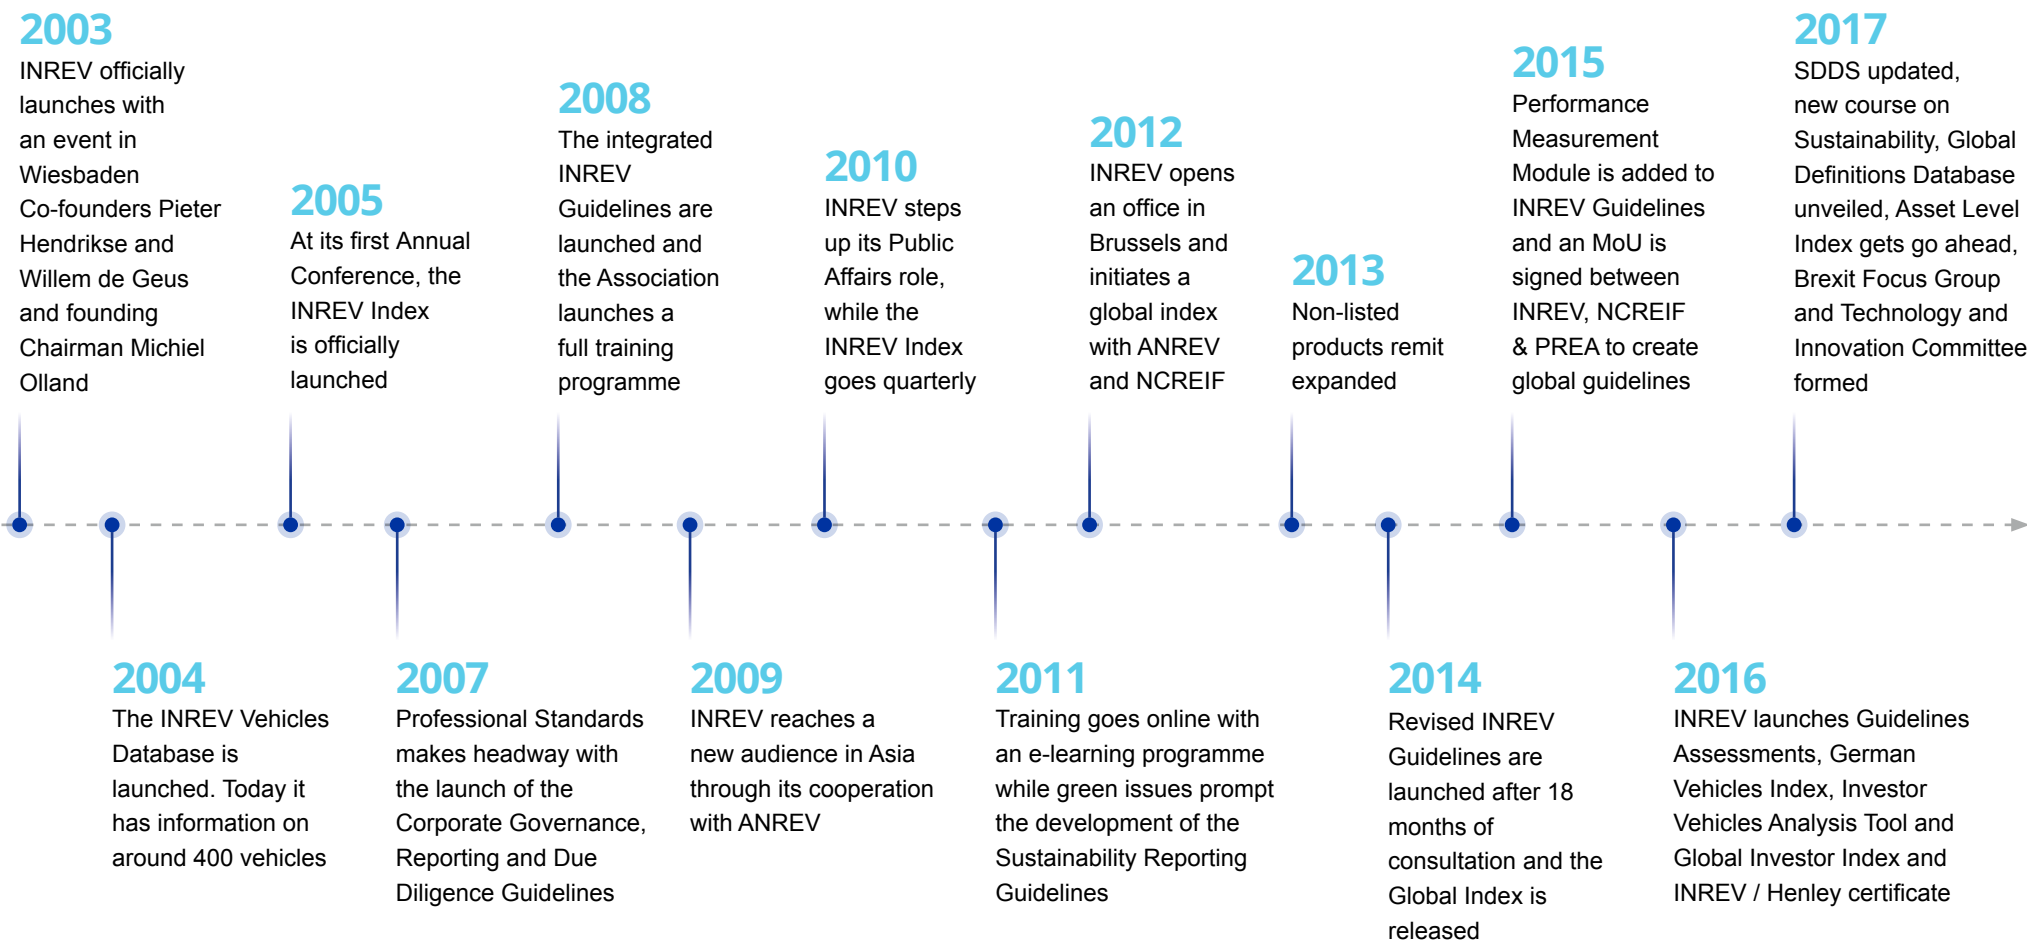 2003
INREV officially
launches with
an event in
Wiesbaden
Co-founders Pieter
Hendrikse and
Willem de Geus
and founding
Chairman Michiel
Olland
2004
The INREV Vehicles
Database is
launched. Today it
has information on
around 400 vehicles
2005
At its first Annual
Conference, the
INREV Index
is officially
launched
2007
Professional Standards
makes headway with
the launch of the
Corporate Governance,
Reporting and Due
Diligence Guidelines
2008
The integrated
INREV
Guidelines are
launched and
the Association
launches a
full training
programme
2009
INREV reaches a
new audience in Asia
through its cooperation
with ANREV
2010
INREV steps
up its Public
Affairs role,
while the
INREV Index
goes quarterly
2011
Training goes online with
an e-learning programme
while green issues prompt
the development of the
Sustainability Reporting
Guidelines
2012
INREV opens
an office in
Brussels and
initiates a
global index
with ANREV
and NCREIF
2013
Non-listed
products remit
expanded
2014
Revised INREV
Guidelines are
launched after 18
months of
consultation and the
Global Index is
released
2015
Performance
Measurement
Module is added to
INREV Guidelines
and an MoU is
signed between
INREV, NCREIF
& PREA to create
global guidelines
2016
INREV launches Guidelines
Assessments, German
Vehicles Index, Investor
Vehicles Analysis Tool and
Global Investor Index and
INREV / Henley certificate
2017
SDDS updated,
new course on
Sustainability, Global
Definitions Database
unveiled, Asset Level
Index gets go ahead,
Brexit Focus Group
and Technology and
Innovation Committee
formed